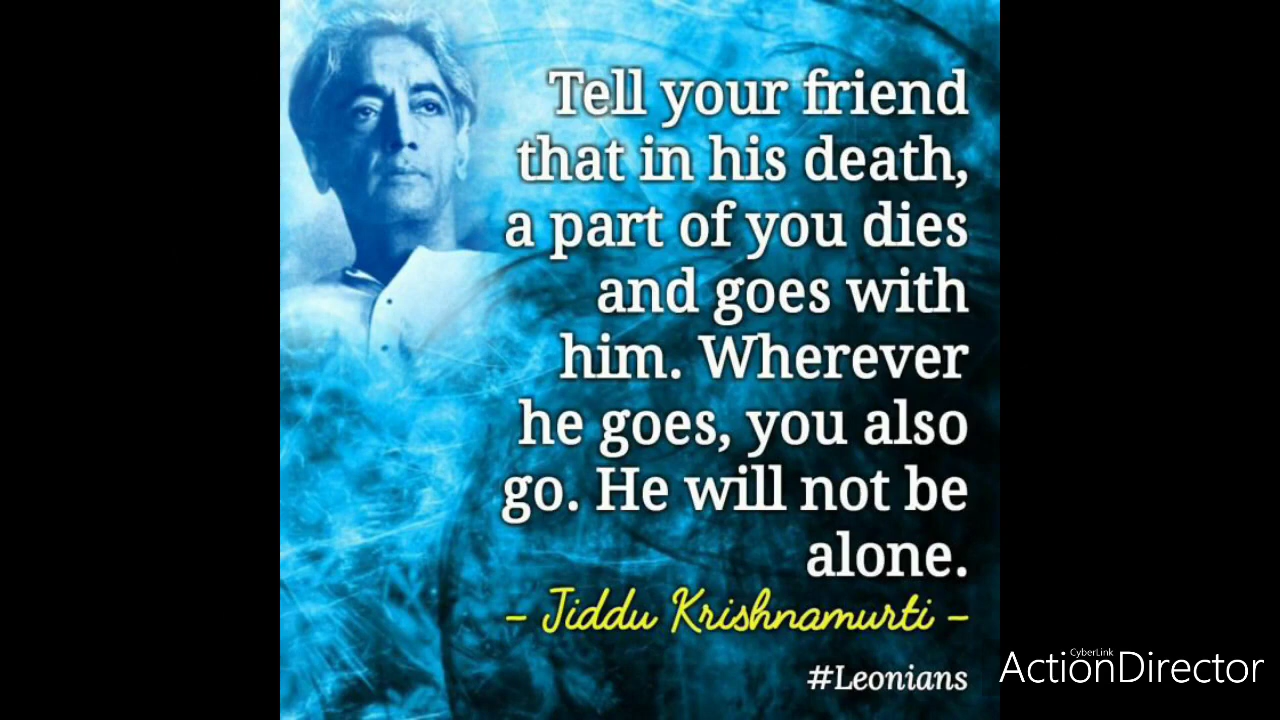 Tell your friend
that in his death,
a part of you dies
and goes with
him. Wherever
he goes, you also
go. He will not be
alone.
– Jiddu Krishnamurti –
#Leonians
CyberLink
ActionDirector